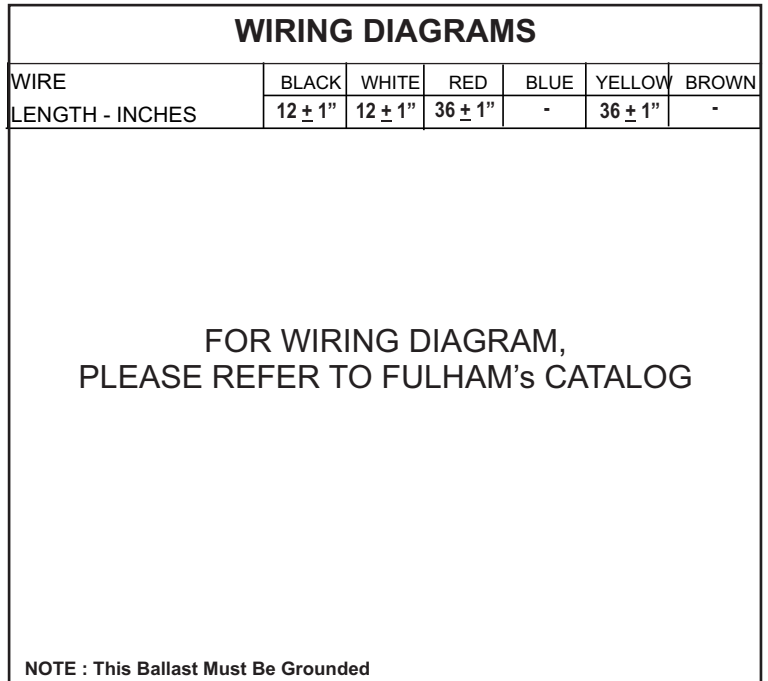 WIRING DIAGRAMS
WIRE BLACK WHITE RED BLUE YELLOW BROWN
LENGTH - INCHES 12 ± 1” 12 ± 1” 36 ± 1” - 36 ± 1” -
FOR WIRING DIAGRAM,
PLEASE REFER TO FULHAM's CATALOG
NOTE : This Ballast Must Be Grounded